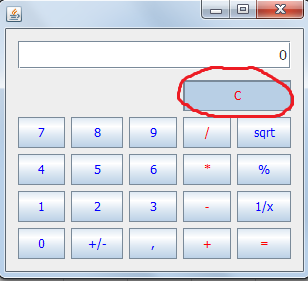 0
C
7 8 9 / sqrt
4 5 6 * %
1 2 3 - 1/x
0 +/- , + =